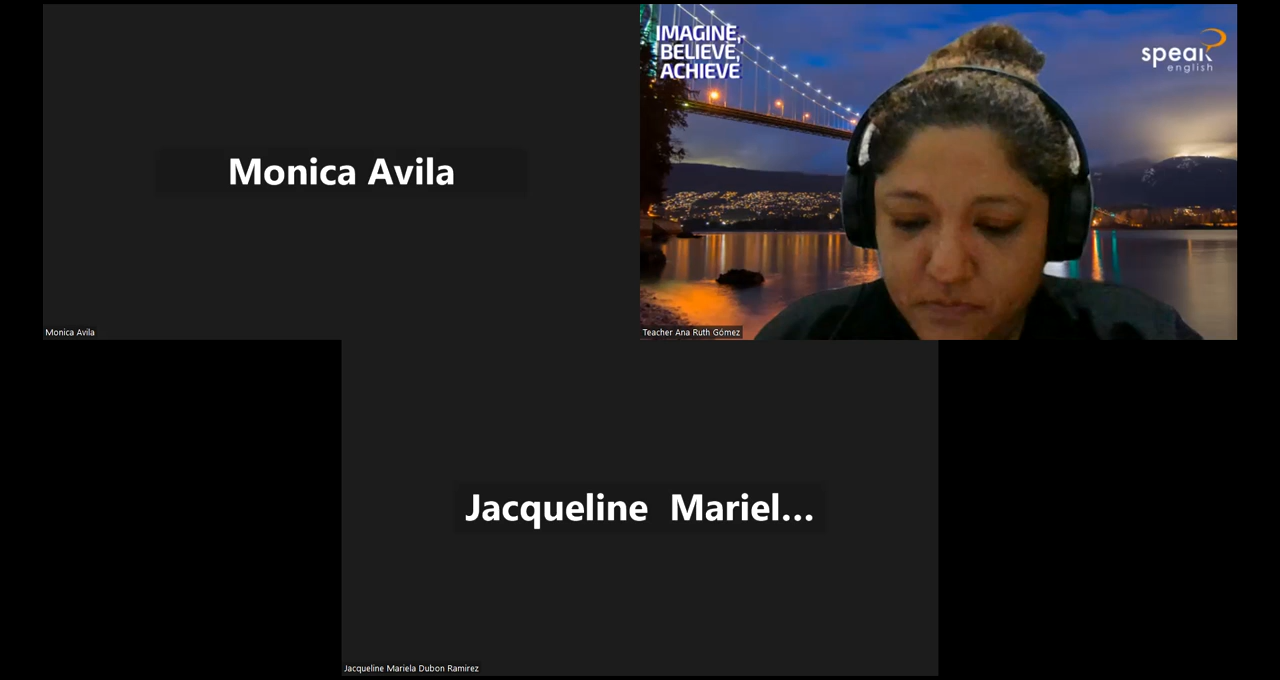 Monica Avila
Monica Avila
IMAGINE,
BELIEVE,
ACHIEVE
speak
english
Teacher Ana Ruth Gómez
Jacqueline Mariel...
Jacqueline Mariela Dubon Ramirez